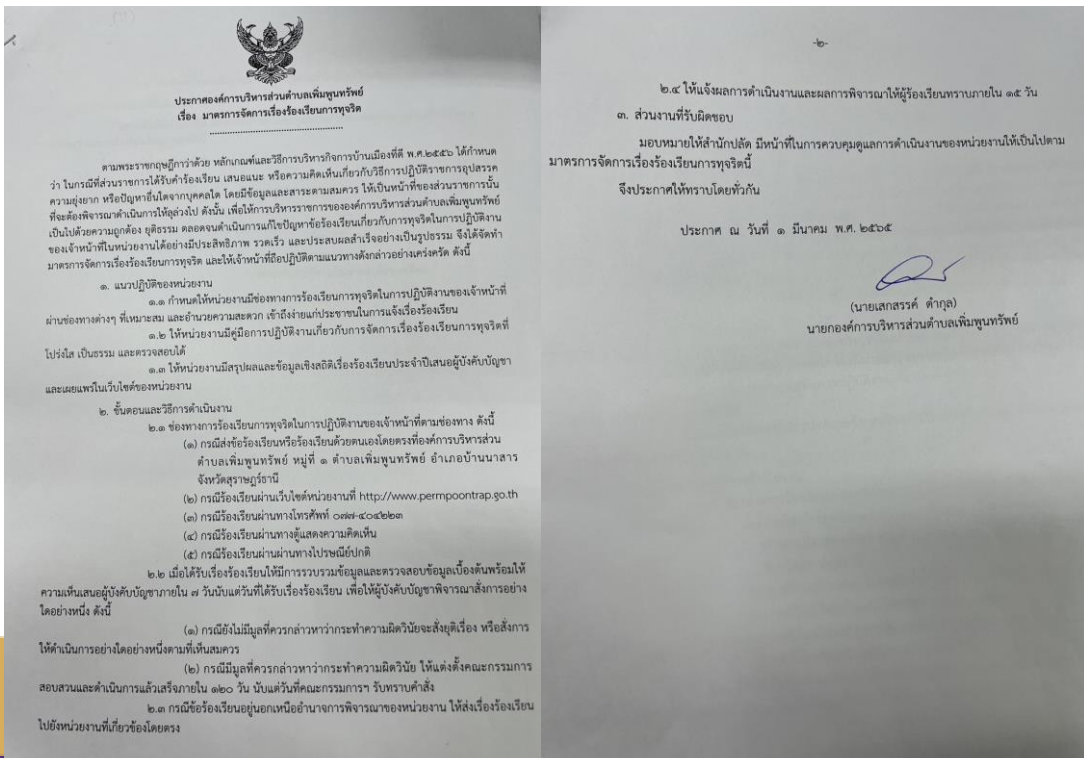 ประกาศองค์การบริหารส่วนตำบลเพิ่มพูนทรัพย์
เรื่อง มาตรการจัดการเรื่องร้องเรียนการทุจริต
ตามพระราชกฤษฎีกาว่าด้วย หลักเกณฑ์และวิธีการบริหารกิจการบ้านเมืองที่ดี พ.ศ.๒๕๔๖ ได้กำหนด
ว่า ในกรณีที่ส่วนราชการได้รับคำร้องเรียน เสนอแนะ หรือความคิดเห็นเกี่ยวกับวิธีการปฏิบัติราชการอุปสรรค
ความยุ่งยาก หรือปัญหาอื่นใดจากบุคคลใด โดยมีข้อมูลและสาระตามสมควร ให้เป็นหน้าที่ของส่วนราชการนั้น
ที่จะต้องพิจารณาดำเนินการให้ลุล่วงไป ดังนั้น เพื่อให้การบริหารราชการขององค์การบริหารส่วนตำบลเพิ่มพูนทรัพย์
เป็นไปด้วยความถูกต้อง ยุติธรรม ตลอดจนดำเนินการแก้ไขปัญหาข้อร้องเรียนเกี่ยวกับการทุจริตในการปฏิบัติงาน
ของเจ้าหน้าที่ในหน่วยงานได้อย่างมีประสิทธิภาพ รวดเร็ว และประสบผลสำเร็จอย่างเป็นรูปธรรม จึงได้จัดทำ
มาตรการจัดการเรื่องร้องเรียนการทุจริต และให้เจ้าหน้าที่ถือปฏิบัติตามแนวทางดังกล่าวอย่างเคร่งครัด ดังนี้
๑. แนวปฏิบัติของหน่วยงาน
๑.๑ กำหนดให้หน่วยงานมีช่องทางการร้องเรียนการทุจริตในการปฏิบัติงานของเจ้าหน้าที่
ผ่านช่องทางต่างๆ ที่เหมาะสม และอำนวยความสะดวก เข้าถึงง่ายแก่ประชาชนในการแจ้งเรื่องร้องเรียน
๑.๒ ให้หน่วยงานมีคู่มือการปฏิบัติงานเกี่ยวกับการจัดการเรื่องร้องเรียนการทุจริตที่
โปร่งใส เป็นธรรม และตรวจสอบได้
๑.๓ ให้หน่วยงานมีสรุปผลและข้อมูลเชิงสถิติเรื่องร้องเรียนประจำปีเสนอผู้บังคับบัญชา
และเผยแพร่ในเว็บไซต์ของหน่วยงาน
๒. ขั้นตอนและวิธีการดำเนินงาน
๒.๑ ช่องทางการร้องเรียนการทุจริตในการปฏิบัติงานของเจ้าหน้าที่ตามช่องทาง ดังนี้
(๑) กรณีส่งข้อร้องเรียนหรือร้องเรียนด้วยตนเองโดยตรงที่องค์การบริหารส่วน
ตำบลเพิ่มพูนทรัพย์ หมู่ที่ ๑ ตำบลเพิ่มพูนทรัพย์ อำเภอบ้านนาสาร
จังหวัดสุราษฎร์ธานี
(๒) กรณีร้องเรียนผ่านเว็บไซต์หน่วยงานที่ http://www.permpoontrap.go.th
(๓) กรณีร้องเรียนผ่านทางโทรศัพท์ ๐๗๗-๔๐๔๒๒๓
(๔) กรณีร้องเรียนผ่านทางตู้แสดงความคิดเห็น
(๕) กรณีร้องเรียนผ่านผ่านทางไปรษณีย์ปกติ
๒.๒ เมื่อได้รับเรื่องร้องเรียนให้มีการรวบรวมข้อมูลและตรวจสอบข้อมูลเบื้องต้นพร้อมให้
ความเห็นเสนอผู้บังคับบัญชาภายใน ๗ วันนับแต่วันที่ได้รับเรื่องร้องเรียน เพื่อให้ผู้บังคับบัญชาพิจารณาสั่งการอย่าง
ใดอย่างหนึ่ง ดังนี้
(๑) กรณียังไม่มีมูลที่ควรกล่าวหาว่ากระทำความผิดวินัยจะสั่งยุติเรื่อง หรือสั่งการ
ให้ดำเนินการอย่างใดอย่างหนึ่งตามที่เห็นสมควร
(๒) กรณีมีมูลที่ควรกล่าวหาว่ากระทำความผิดวินัย ให้แต่งตั้งคณะกรรมการ
สอบสวนและดำเนินการแล้วเสร็จภายใน ๑๒๐ วัน นับแต่วันที่คณะกรรมการฯ รับทราบคำสั่ง
๒.๓ กรณีข้อร้องเรียนอยู่นอกเหนืออำนาจการพิจารณาของหน่วยงาน ให้ส่งเรื่องร้องเรียน
ไปยังหน่วยงานที่เกี่ยวข้องโดยตรง
-๒-
๒.๔ ให้แจ้งผลการดำเนินงานและผลการพิจารณาให้ผู้ร้องเรียนทราบภายใน ๑๕ วัน
๓. ส่วนงานที่รับผิดชอบ
มอบหมายให้สำนักปลัด มีหน้าที่ในการควบคุมดูแลการดำเนินงานของหน่วยงานให้เป็นไปตาม
มาตรการจัดการเรื่องร้องเรียนการทุจริตนี้
จึงประกาศให้ทราบโดยทั่วกัน
ประกาศ ณ วันที่ ๑ มีนาคม พ.ศ. ๒๕๖๕
(นายเสกสรรค์ ดำกุล)
นายกองค์การบริหารส่วนตำบลเพิ่มพูนทรัพย์